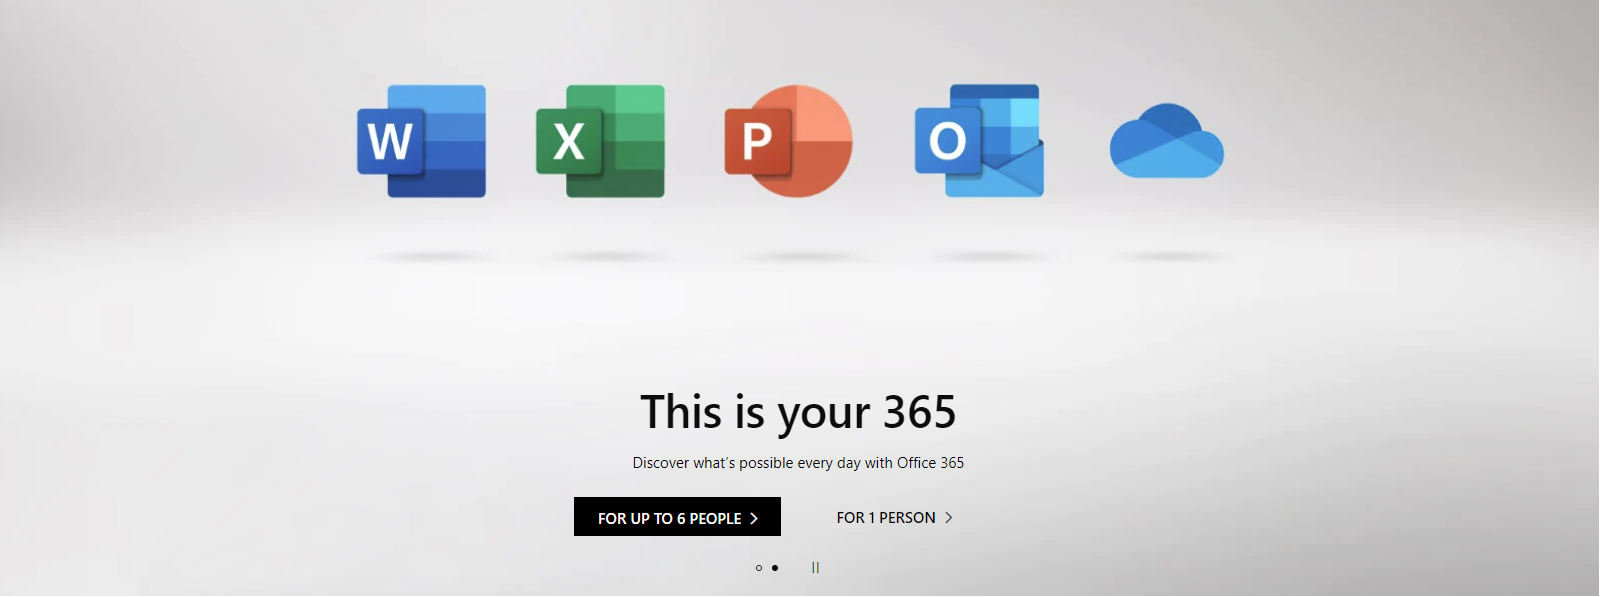 W X P O
This is your 365
Discover what's possible every day with Office 365
FOR UP TO 6 PEOPLE
FOR 1 PERSON